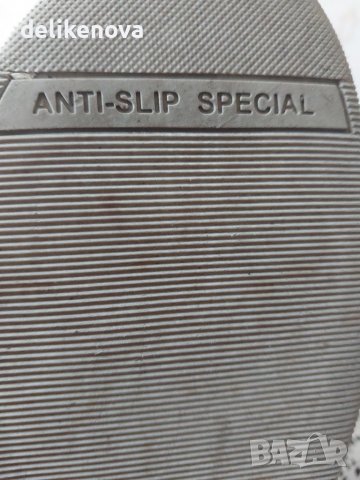 delikenova
ANTI-SLIP SPECIAL
BAZAR